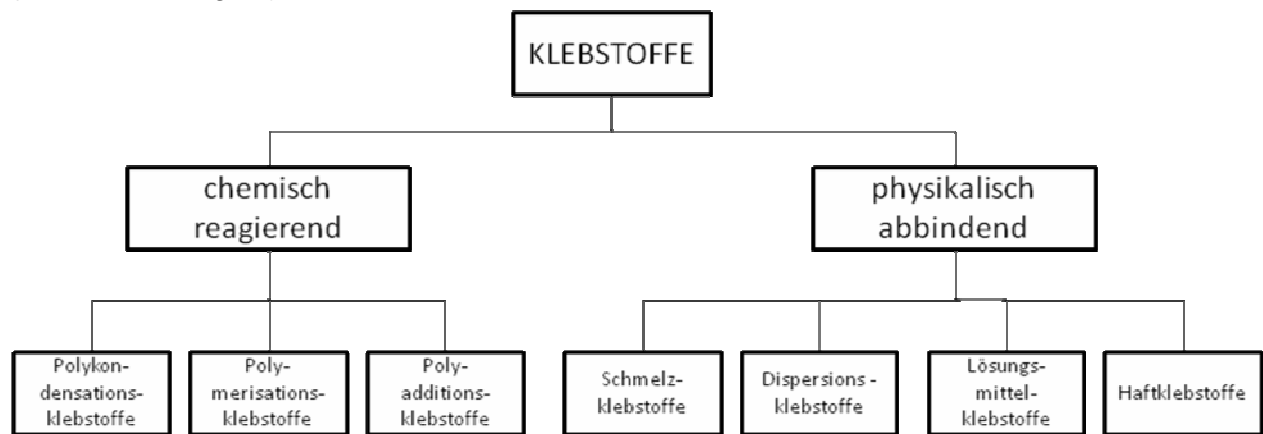 KLEBSTOFFE
chemisch
reagierend
physikalisch
abbindend
Polykon-
densations-
klebstoffe
Poly-
merisations-
klebstoffe
Poly-
additions-
klebstoffe
Schmelz-
klebstoffe
Dispersions -
klebstoffe
Lösungs-
mittel-
klebstoffe
Haftklebstoffe